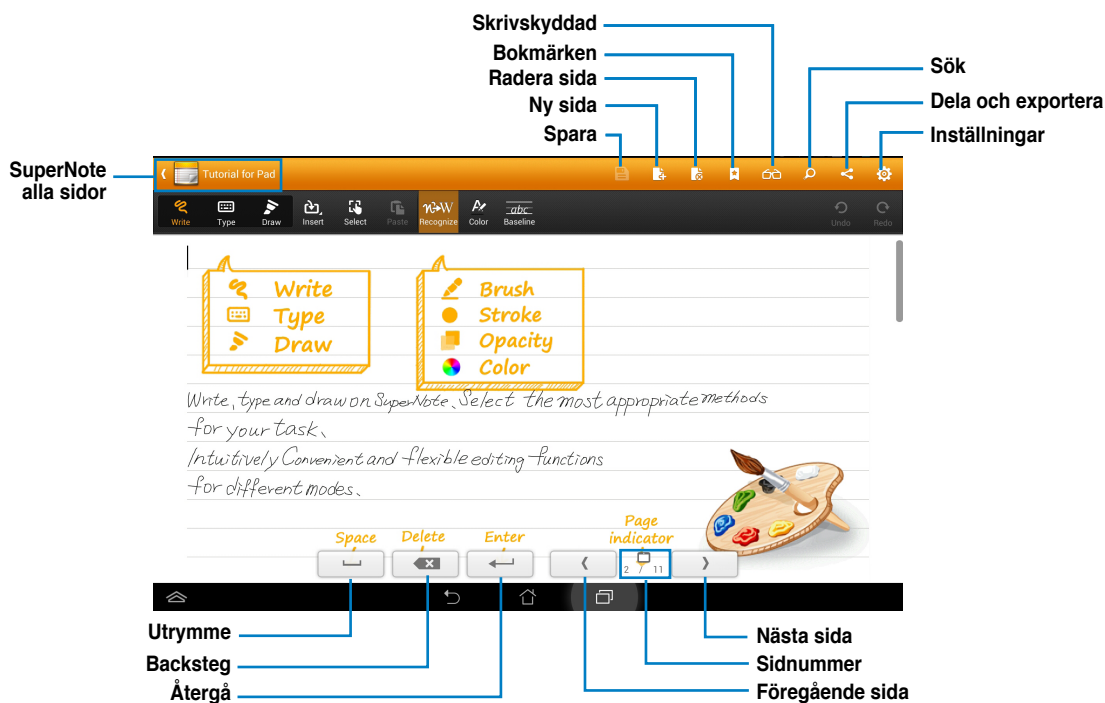 Skrivskyddad
Bokmärken
Radera sida
Ny sida
Spara
Sök
Dela och exportera
Inställningar
SuperNote
alla sidor
Tutorial for Pad
Write Type Draw Insert Select Paste Recognize Color abc Baseline Undo Redo
Write
Type
Draw
Brush
Stroke
Opacity
Color
Write, type and draw on SuperNote. Select the most appropriate methods
for your task.
Intuitively Convenient and flexible editing functions
for different modes.
Space Delete Enter Page
indicator
2 / 11
Utrymme
Backsteg
Återgå
Nästa sida
Sidnummer
Föregående sida